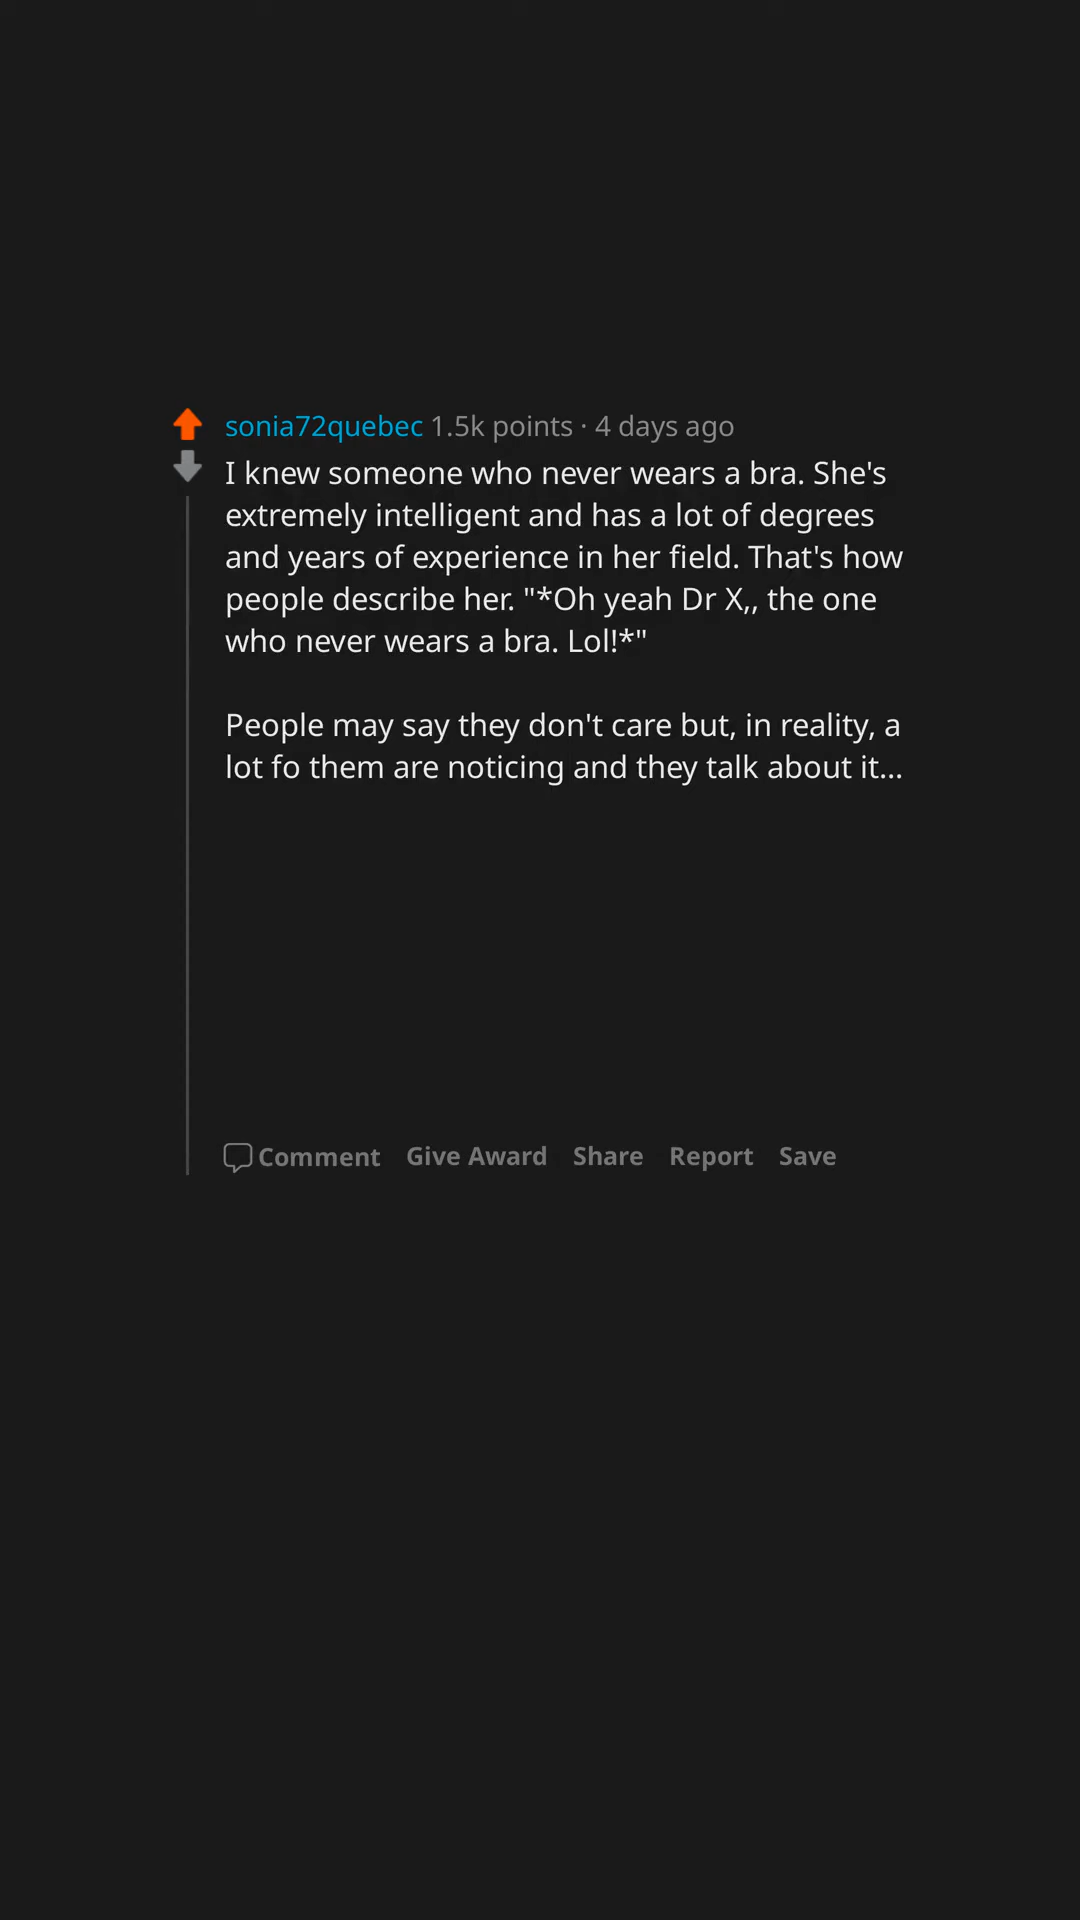 sonia72quebec 1.5k points · 4 days ago
I knew someone who never wears a bra. She's
extremely intelligent and has a lot of degrees
and years of experience in her field. That's how
people describe her. "*Oh yeah Dr X,, the one
who never wears a bra. Lol!*"
People may say they don't care but, in reality, a
lot fo them are noticing and they talk about it...
Comment Give Award Share Report Save